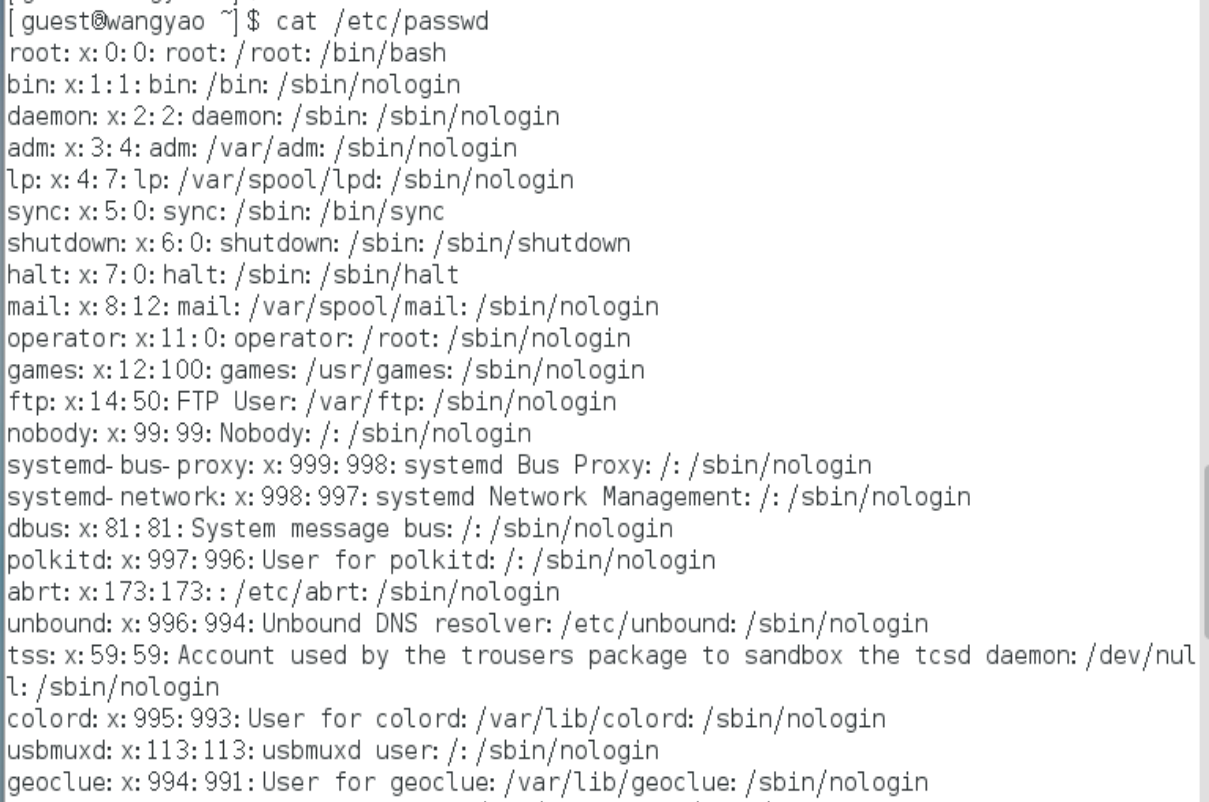 [guest@wangyao ~]$ cat /etc/passwd
root:x:0:0:root:/root:/bin/bash
bin:x:1:1:bin:/bin:/sbin/nologin
daemon:x:2:2:daemon:/sbin:/sbin/nologin
adm:x:3:4:adm:/var/adm:/sbin/nologin
lp:x:4:7:lp:/var/spool/lpd:/sbin/nologin
sync:x:5:0:sync:/sbin:/bin/sync
shutdown:x:6:0:shutdown:/sbin:/sbin/shutdown
halt:x:7:0:halt:/sbin:/sbin/halt
mail:x:8:12:mail:/var/spool/mail:/sbin/nologin
operator:x:11:0:operator:/root:/sbin/nologin
games:x:12:100:games:/usr/games:/sbin/nologin
ftp:x:14:50:FTP User:/var/ftp:/sbin/nologin
nobody:x:99:99:Nobody:/:/sbin/nologin
systemd-bus-proxy:x:999:998:systemd Bus Proxy:/:/sbin/nologin
systemd-network:x:998:997:systemd Network Management:/:/sbin/nologin
dbus:x:81:81:System message bus:/:/sbin/nologin
polkitd:x:997:996:User for polkitd:/:/sbin/nologin
abrt:x:173:173::/etc/abrt:/sbin/nologin
unbound:x:996:994:Unbound DNS resolver:/etc/unbound:/sbin/nologin
tss:x:59:59:Account used by the trousers package to sandbox the tcsd daemon:/dev/nul
l:/sbin/nologin
colord:x:995:993:User for colord:/var/lib/colord:/sbin/nologin
usbmuxd:x:113:113:usbmuxd user:/:/sbin/nologin
geoclue:x:994:991:User for geoclue:/var/lib/geoclue:/sbin/nologin